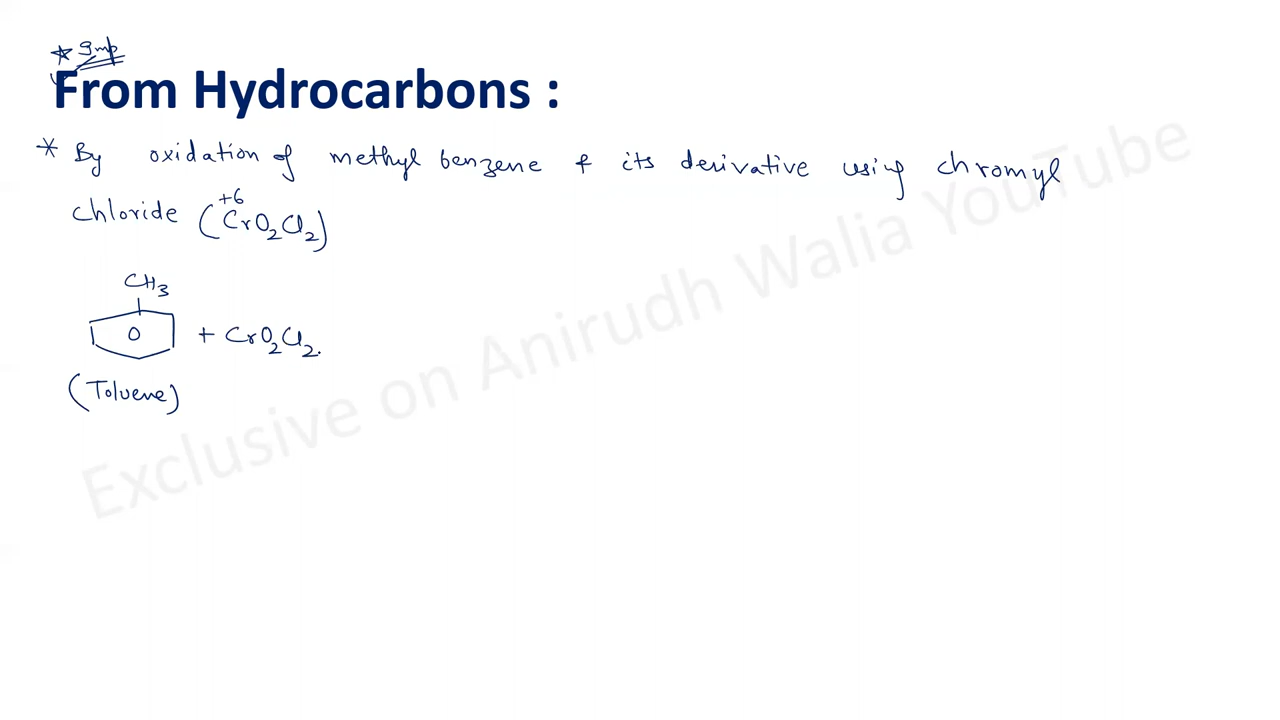 * Imp
From Hydrocarbons :
* By oxidation of methyl benzene & its derivative using chromyl
+6
chloride (CrO₂Cl₂)
CH₃
+ CrO₂Cl₂.
(Toluene)
Exclusive on Anirudh Walia YouTube